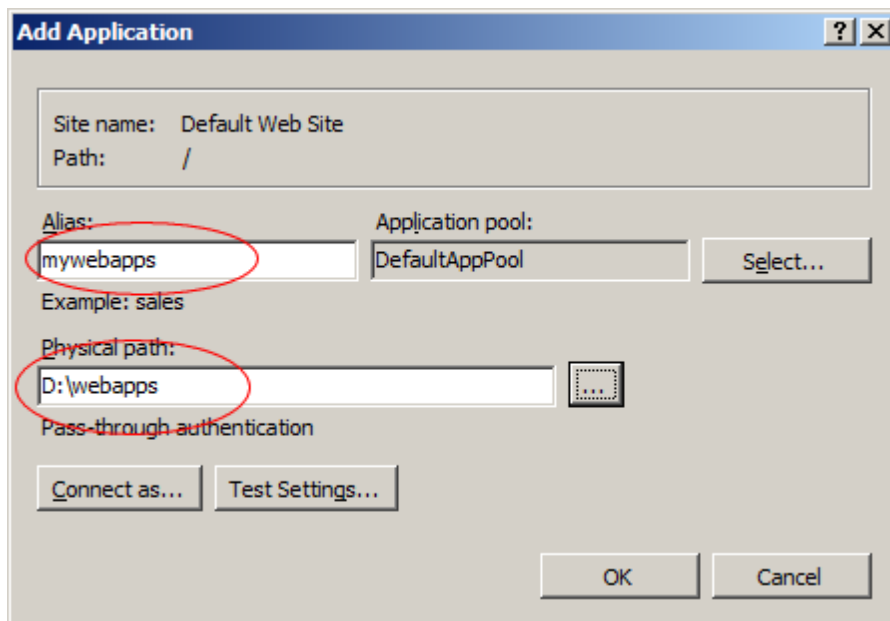 Add Application
Site name: Default Web Site
Path: /
Alias: Application pool:
mywebapps DefaultAppPool Select...
Example: sales
Physical path:
D:\webapps ...
Pass-through authentication
Connect as... Test Settings...
OK Cancel